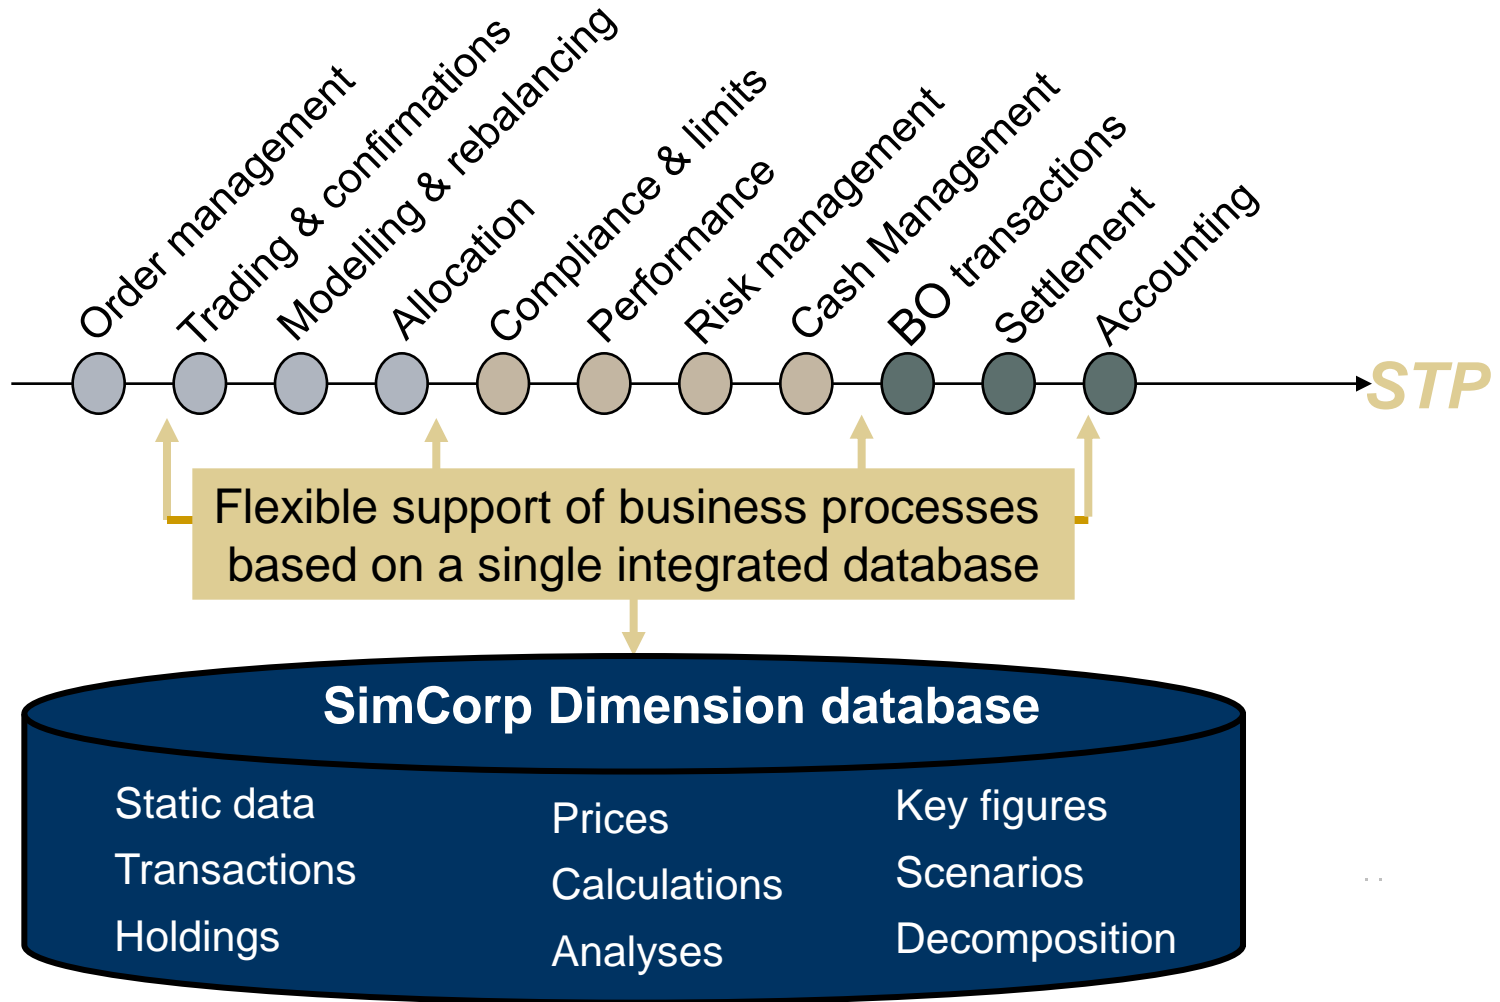 Order management
Trading & confirmations
Modelling & rebalancing
Allocation
Compliance & limits
Performance
Risk management
Cash Management
BO transactions
Settlement
Accounting
STP
Flexible support of business processes
based on a single integrated database
SimCorp Dimension database
Static data
Transactions
Holdings
Prices
Calculations
Analyses
Key figures
Scenarios
Decomposition
. .